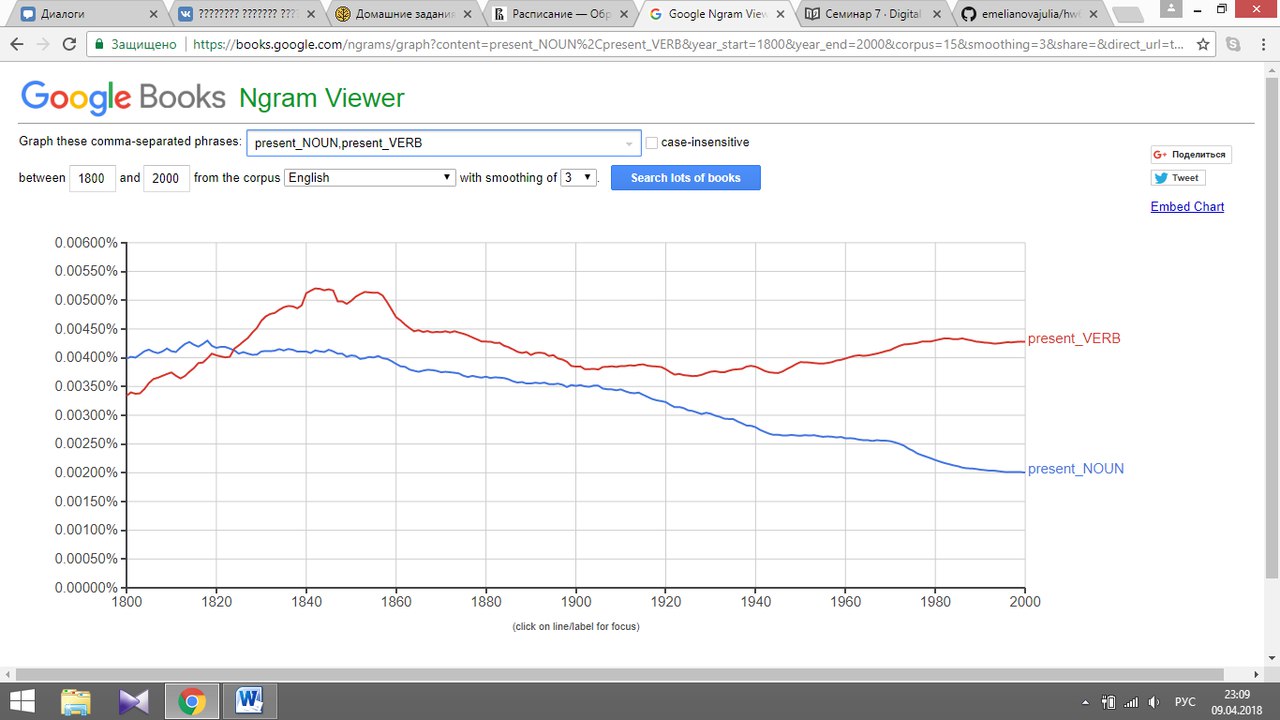 Диалоги ???????? ??????? ??? Домашние задани Расписание — Обр Google Ngram View Семинар 7 - Digital emelianovajulia/hw
Защищено https://books.google.com/ngrams/graph?content=present_NOUN%2Cpresent_VERB&year_start=1800&year_end=2000&corpus=15&smoothing=3&share=&direct_url=t...
Google Books Ngram Viewer
Graph these comma-separated phrases: present_NOUN,present_VERB case-insensitive
between 1800 and 2000 from the corpus English with smoothing of 3 . Search lots of books
G+ Поделиться
Tweet
Embed Chart
0.00600%
0.00550%
0.00500%
0.00450%
0.00400%
0.00350%
0.00300%
0.00250%
0.00200%
0.00150%
0.00100%
0.00050%
0.00000%
present_VERB
present_NOUN
1800 1820 1840 1860 1880 1900 1920 1940 1960 1980 2000
(click on line/label for focus)
РУС
23:09
09.04.2018